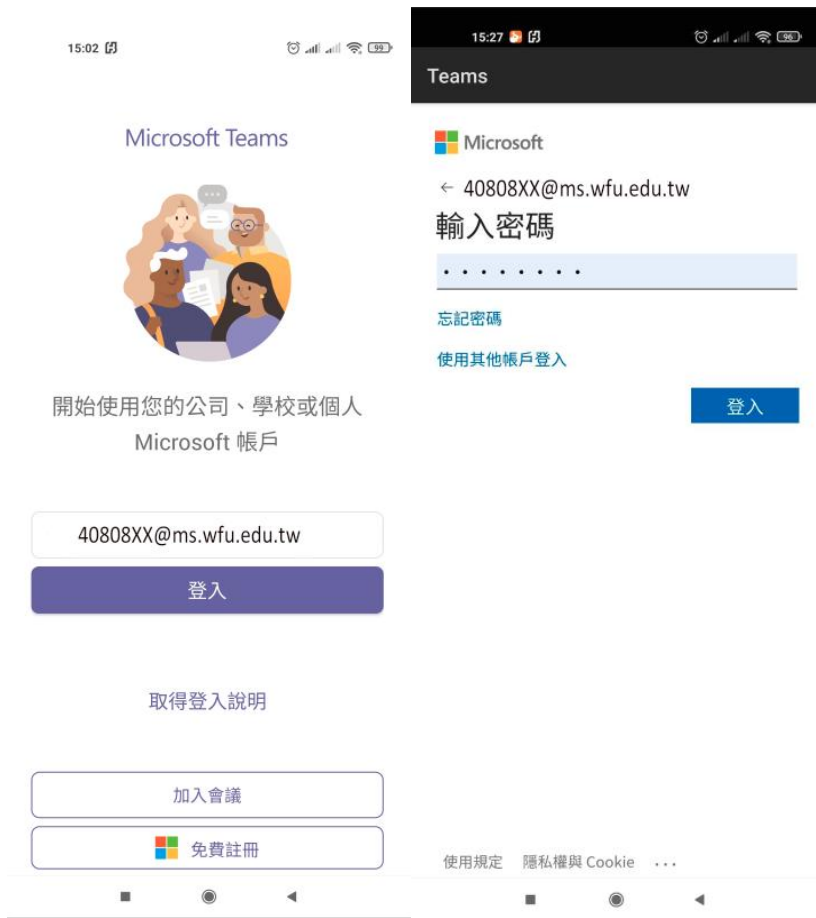 15:02
99
Microsoft Teams
開始使用您的公司、學校或個人
Microsoft 帳戶
40808XX@ms.wfu.edu.tw
登入
取得登入說明
加入會議
免費註冊
15:27
96
Teams
Microsoft
← 40808XX@ms.wfu.edu.tw
輸入密碼
忘記密碼
使用其他帳戶登入
登入
使用規定 隱私權與 Cookie ...